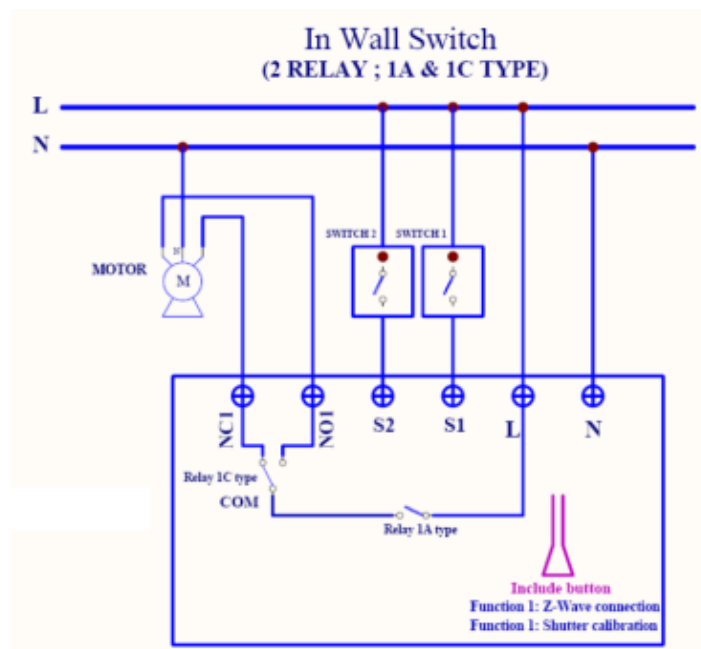 In Wall Switch
(2 RELAY ; 1A & 1C TYPE)
L
N
SWITCH 2
SWITCH 1
N
MOTOR
M
NC1
NO1
S2
S1
L
N
Relay 1C type
COM
Relay 1A type
Include button
Function 1: Z-Wave connection
Function 1: Shutter calibration